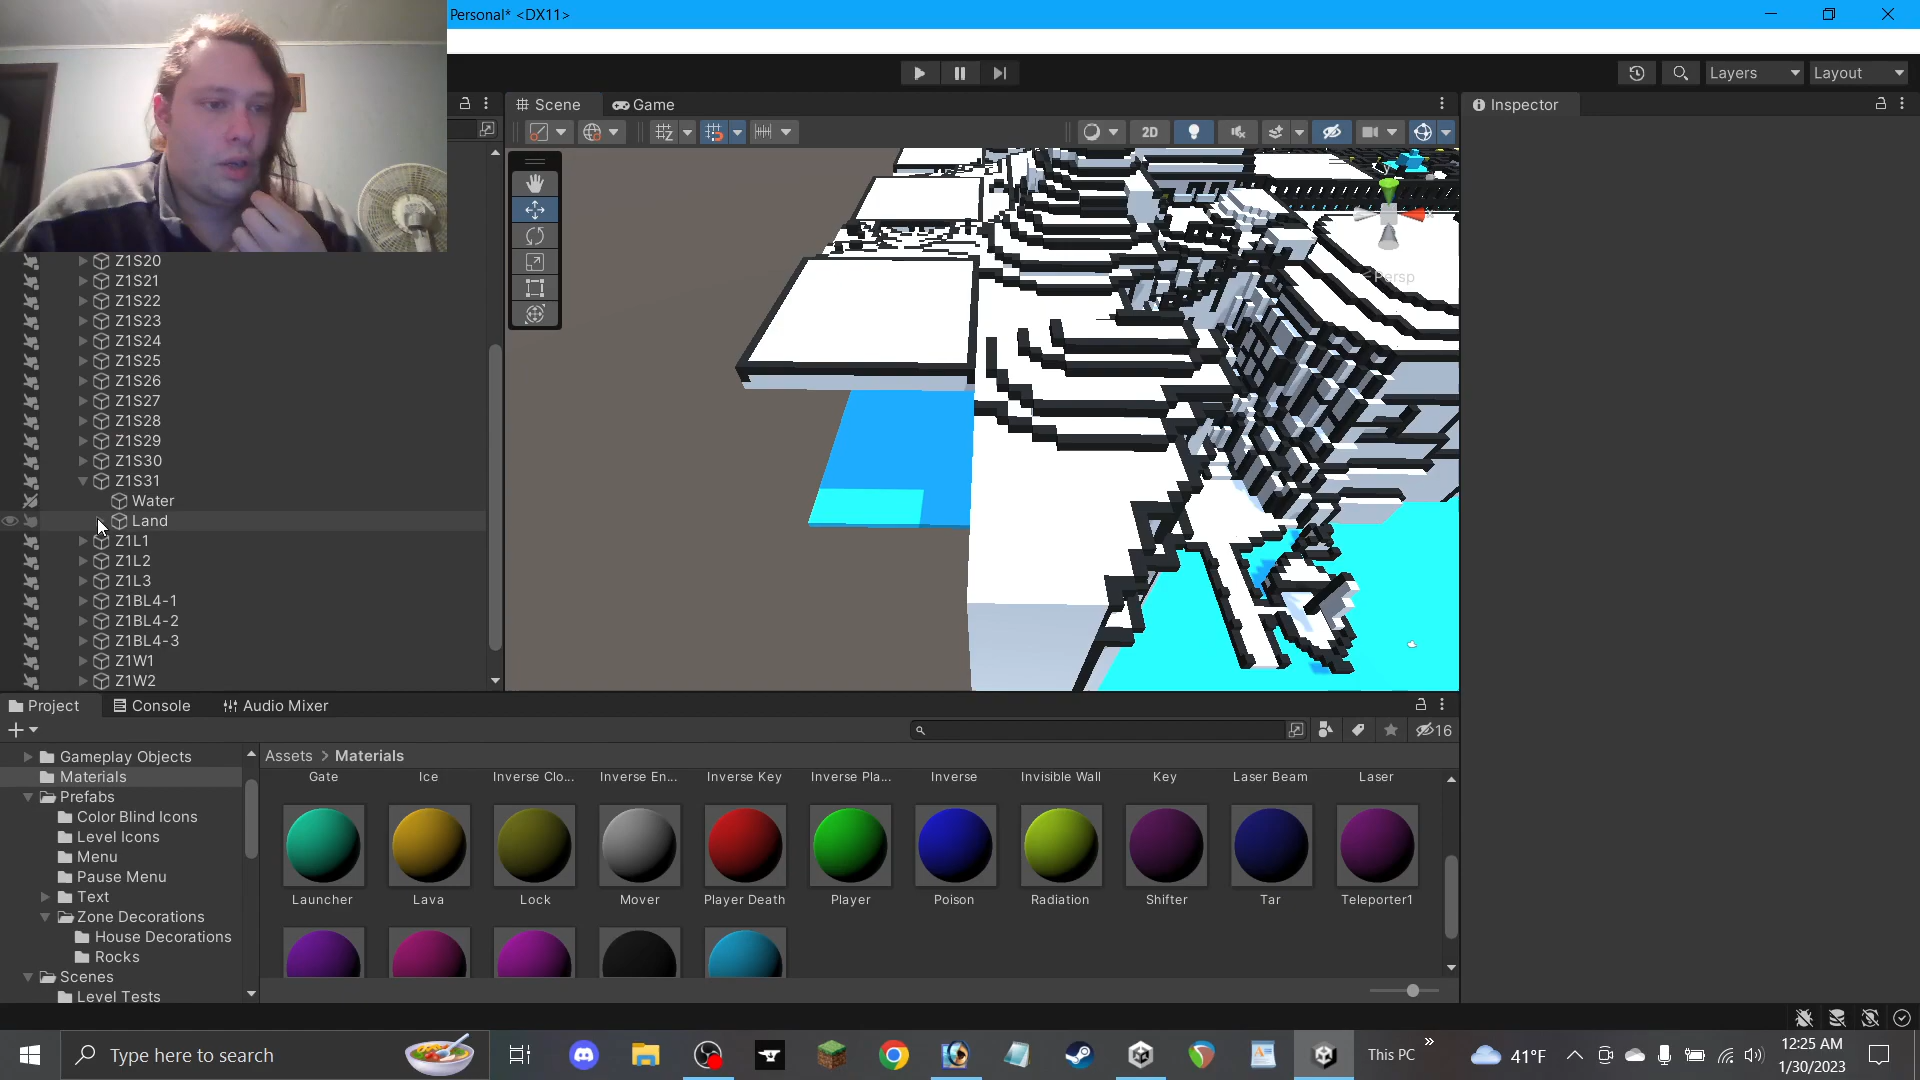 Personal* <DX11>
Layers
Layout
Scene
Game
Inspector
2D
Persp
Z1S20
Z1S21
Z1S22
Z1S23
Z1S24
Z1S25
Z1S26
Z1S27
Z1S28
Z1S29
Z1S30
Z1S31
Water
Land
Z1L1
Z1L2
Z1L3
Z1BL4-1
Z1BL4-2
Z1BL4-3
Z1W1
Z1W2
Project
Console
Audio Mixer
16
Gameplay Objects
Materials
Prefabs
Color Blind Icons
Level Icons
Menu
Pause Menu
Text
Zone Decorations
House Decorations
Rocks
Scenes
Level Tests
Assets > Materials
Gate
Ice
Inverse Clo...
Inverse En...
Inverse Key
Inverse Pla...
Inverse
Invisible Wall
Key
Laser Beam
Laser
Launcher
Lava
Lock
Mover
Player Death
Player
Poison
Radiation
Shifter
Tar
Teleporter1
Type here to search
This PC
»
41°F
12:25 AM
1/30/2023